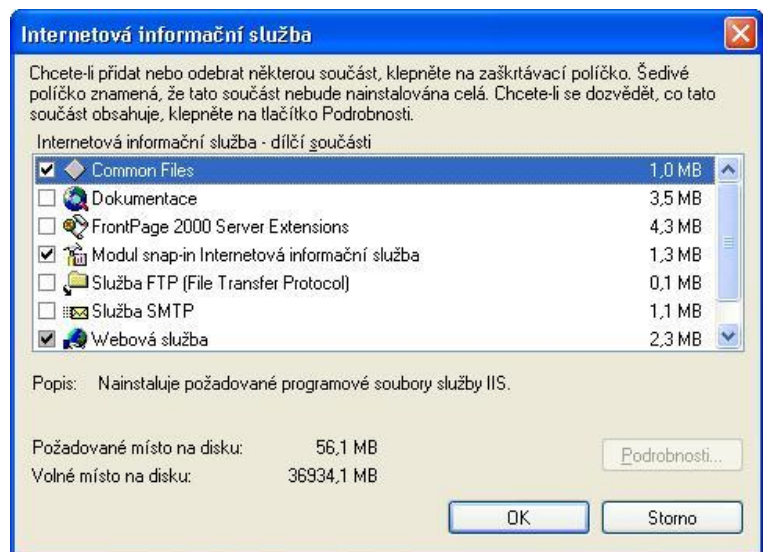 Internetová informační služba
Chcete-li přidat nebo odebrat některou součást, klepněte na zaškrtávací políčko. Šedivé
políčko znamená, že tato součást nebude nainstalována celá. Chcete-li se dozvědět, co tato
součást obsahuje, klepněte na tlačítko Podrobnosti.
Internetová informační služba - dílčí součásti
Common Files 1,0 MB
Dokumentace 3,5 MB
FrontPage 2000 Server Extensions 4,3 MB
Modul snap-in Internetová informační služba 1,3 MB
Služba FTP (File Transfer Protocol) 0,1 MB
Služba SMTP 1,1 MB
Webová služba 2,3 MB
Popis: Nainstaluje požadované programové soubory služby IIS.
Požadované místo na disku: 56,1 MB
Volné místo na disku: 36934,1 MB
Podrobnosti...
OK Storno